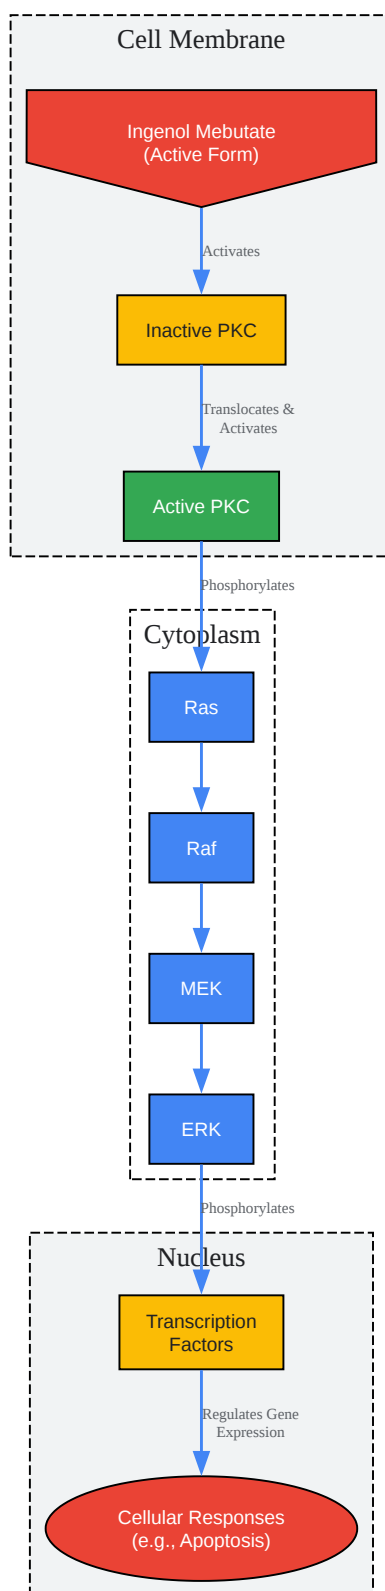 Cell Membrane
Ingenol Mebutate
(Active Form)
Activates
Inactive PKC
Translocates &
Activates
Active PKC
Phosphorylates
Cytoplasm
Ras
Raf
MEK
ERK
Phosphorylates
Nucleus
Transcription
Factors
Regulates Gene
Expression
Cellular Responses
(e.g., Apoptosis)